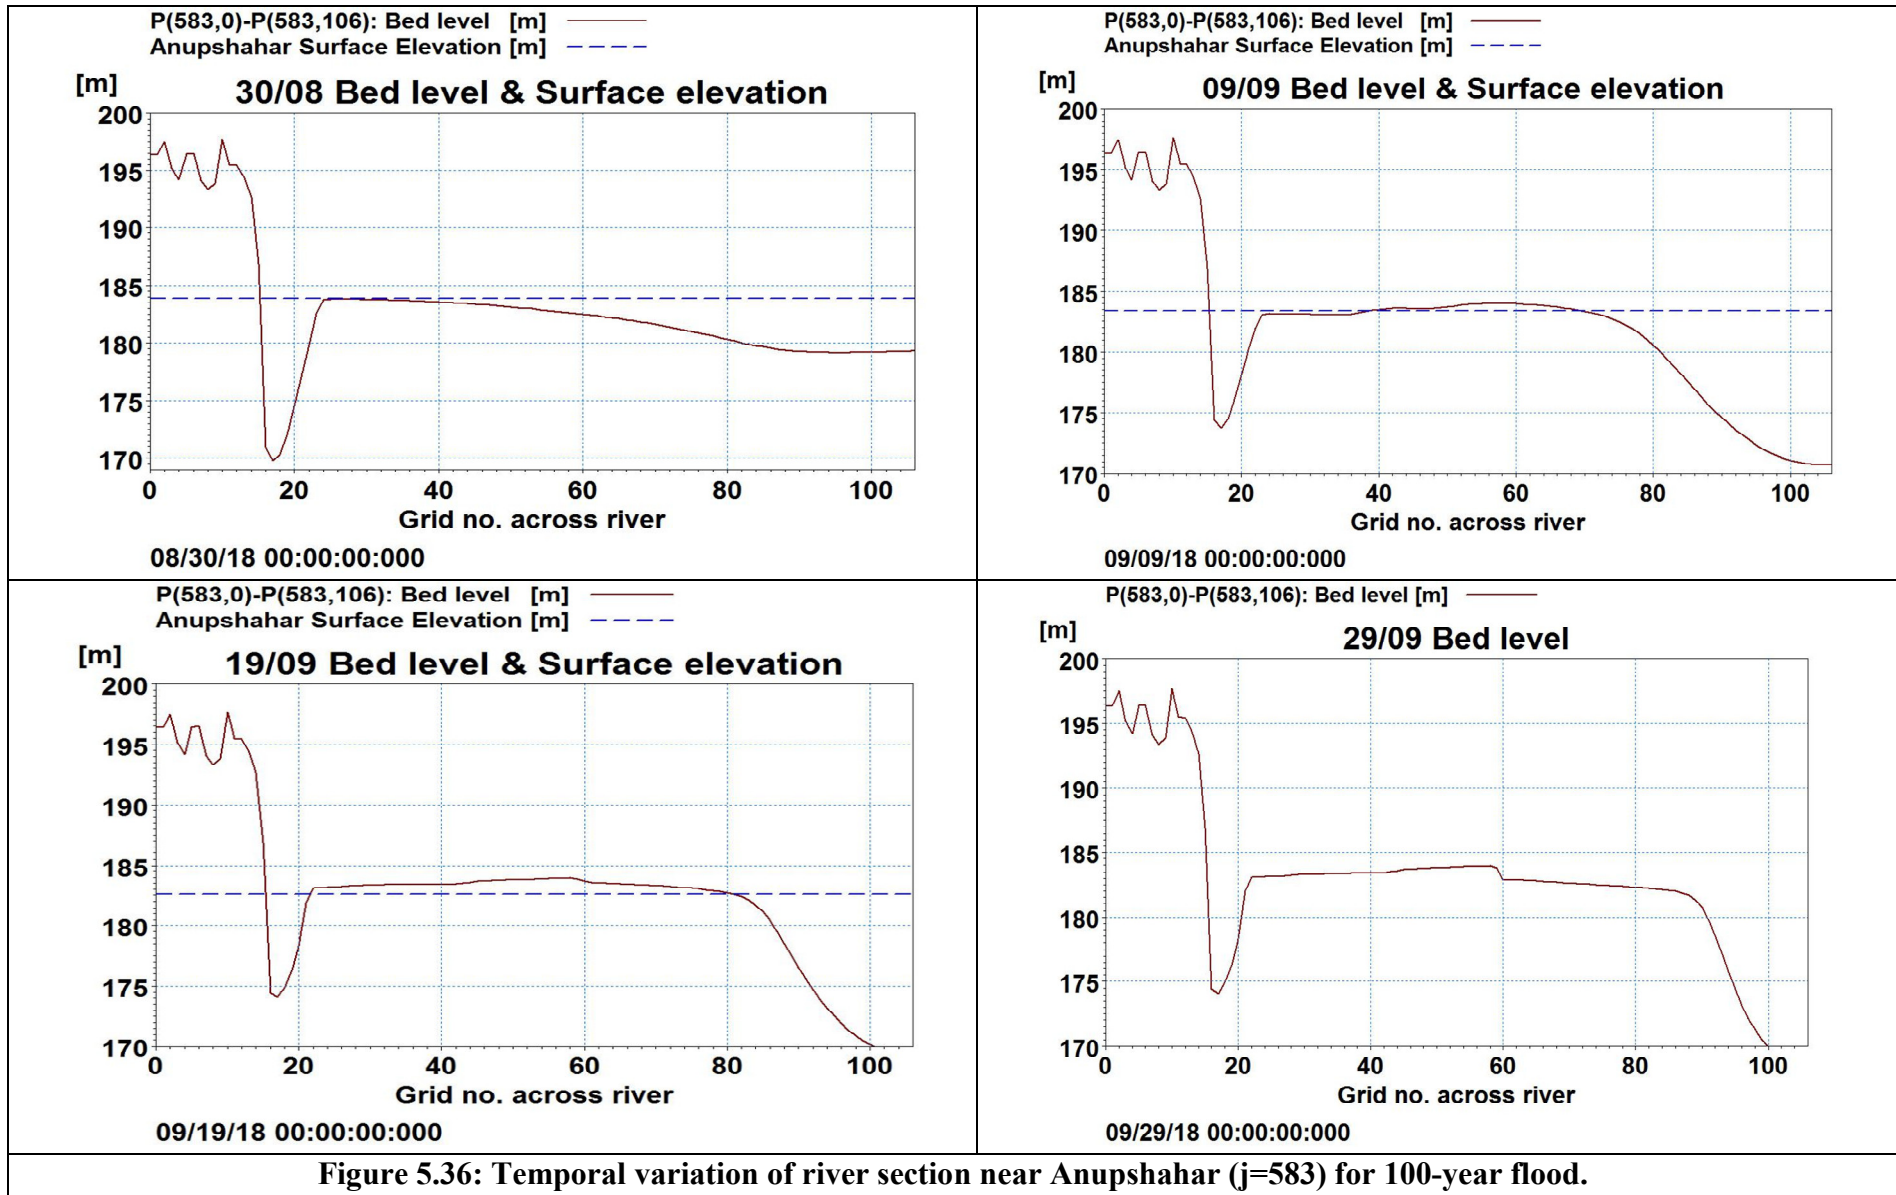 P(583,0)-P(583,106): Bed level [m]
Anupshahar Surface Elevation [m]
[m]
30/08 Bed level & Surface elevation
200
195
190
185
180
175
170
0 20 40 60 80 100
Grid no. across river
08/30/18 00:00:00:000
P(583,0)-P(583,106): Bed level [m]
Anupshahar Surface Elevation [m]
[m]
09/09 Bed level & Surface elevation
200
195
190
185
180
175
170
0 20 40 60 80 100
Grid no. across river
09/09/18 00:00:00:000
P(583,0)-P(583,106): Bed level [m]
Anupshahar Surface Elevation [m]
[m]
19/09 Bed level & Surface elevation
200
195
190
185
180
175
170
0 20 40 60 80 100
Grid no. across river
09/19/18 00:00:00:000
P(583,0)-P(583,106): Bed level [m]
[m]
29/09 Bed level
200
195
190
185
180
175
170
0 20 40 60 80 100
Grid no. across river
09/29/18 00:00:00:000
Figure 5.36: Temporal variation of river section near Anupshahar (j=583) for 100-year flood.